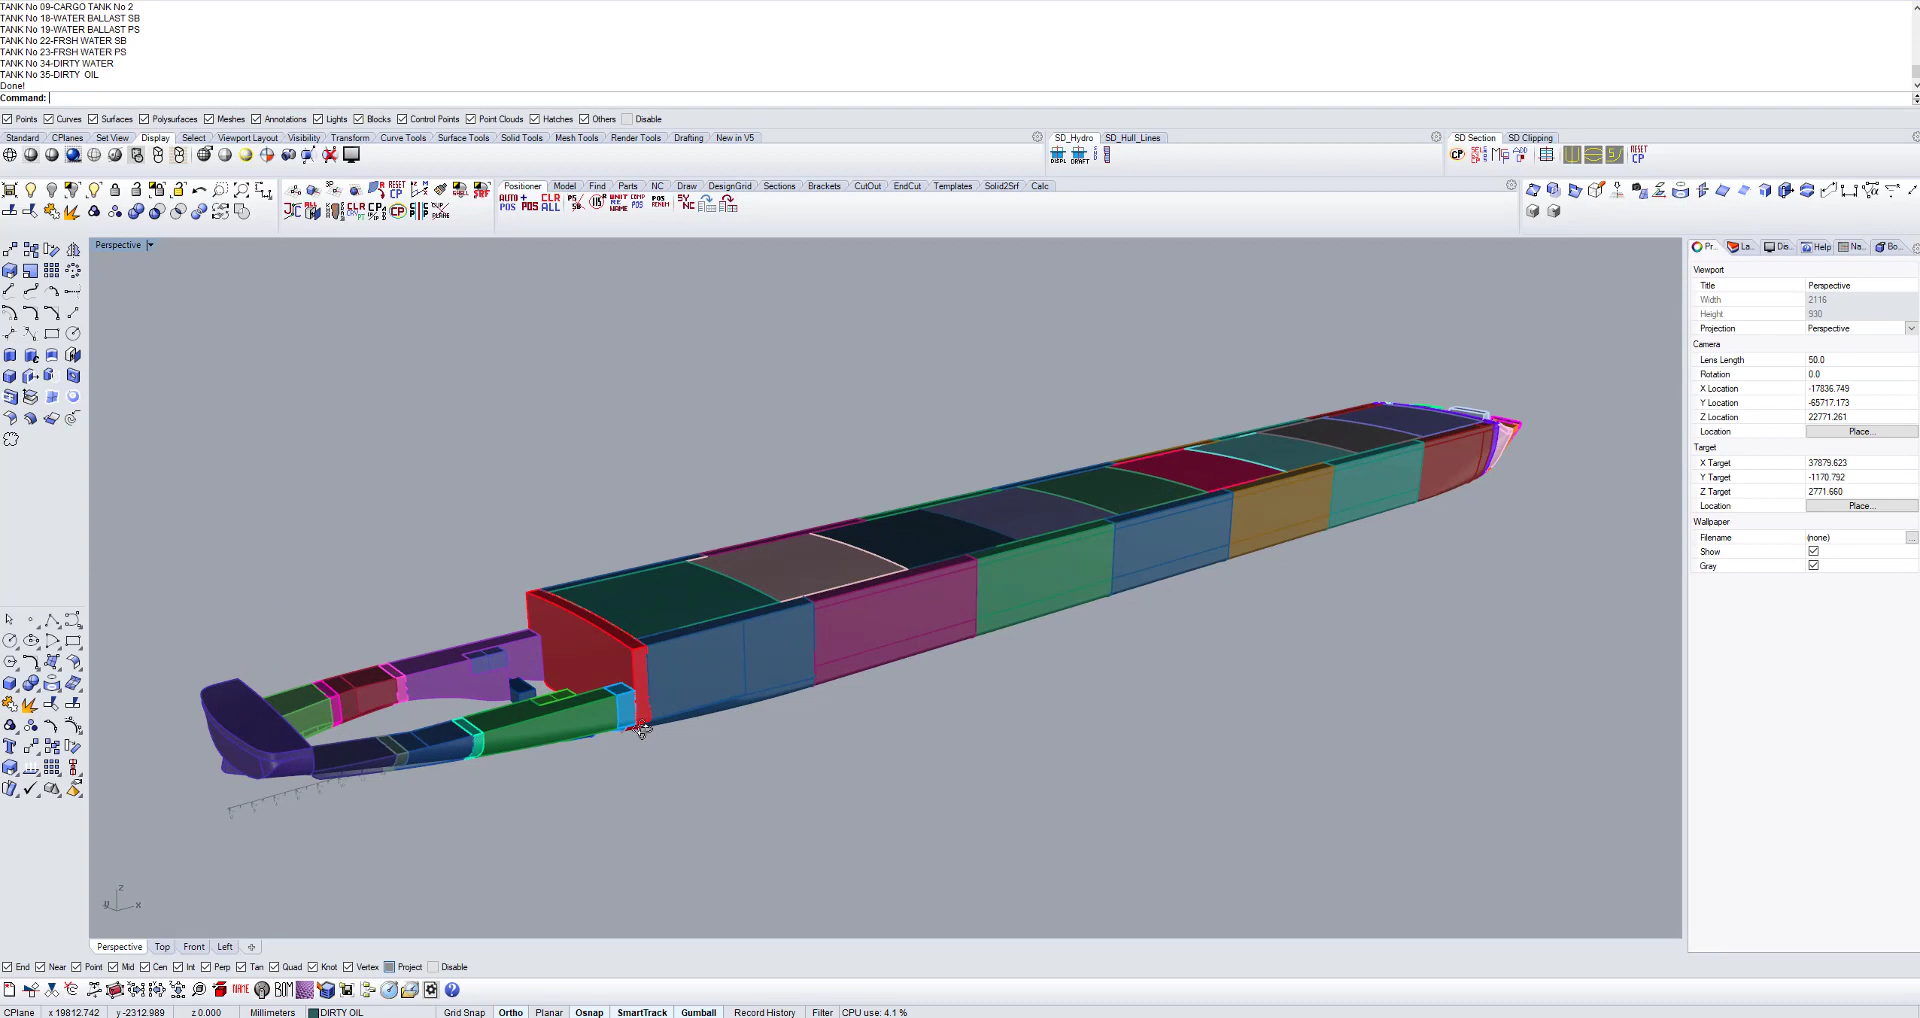 TANK No 09-CARGO TANK No 2
TANK No 18-WATER BALLAST SB
TANK No 19-WATER BALLAST PS
TANK No 22-FRSH WATER SB
TANK No 23-FRSH WATER PS
TANK No 34-DIRTY WATER
TANK No 35-DIRTY  OIL
Done!
Command:
Points Curves Surfaces Polysurfaces Meshes Annotations Lights Blocks Control Points Point Clouds Hatches Others Disable
Standard CPlanes Set View Display Select Viewport Layout Visibility Transform Curve Tools Surface Tools Solid Tools Mesh Tools Render Tools Drafting New in V5
SD_Hydro SD_Hull_Lines
SD Section SD Clipping
Positioner Model Find Parts NC Draw DesignGrid Sections Brackets CutOut EndCut Templates Solid2Srf Calc
Perspective
Pr... La... Dis... Help Na... Bo...
Viewport
Title Perspective
Width 2116
Height 930
Projection Perspective
Camera
Lens Length 50.0
Rotation 0.0
X Location -17836.749
Y Location -65717.173
Z Location 22771.261
Location Place...
Target
X Target 37879.623
Y Target -1170.792
Z Target 2771.660
Location Place...
Wallpaper
Filename (none) ...
Show
Gray
z
y x
Perspective Top Front Left
End Near Point Mid Cen Int Perp Tan Quad Knot Vertex Project Disable
NAME BOM
CPlane x 19812.742 y -2312.989 z 0.000 Millimeters DIRTY OIL Grid Snap Ortho Planar Osnap SmartTrack Gumball Record History Filter CPU use: 4.1 %